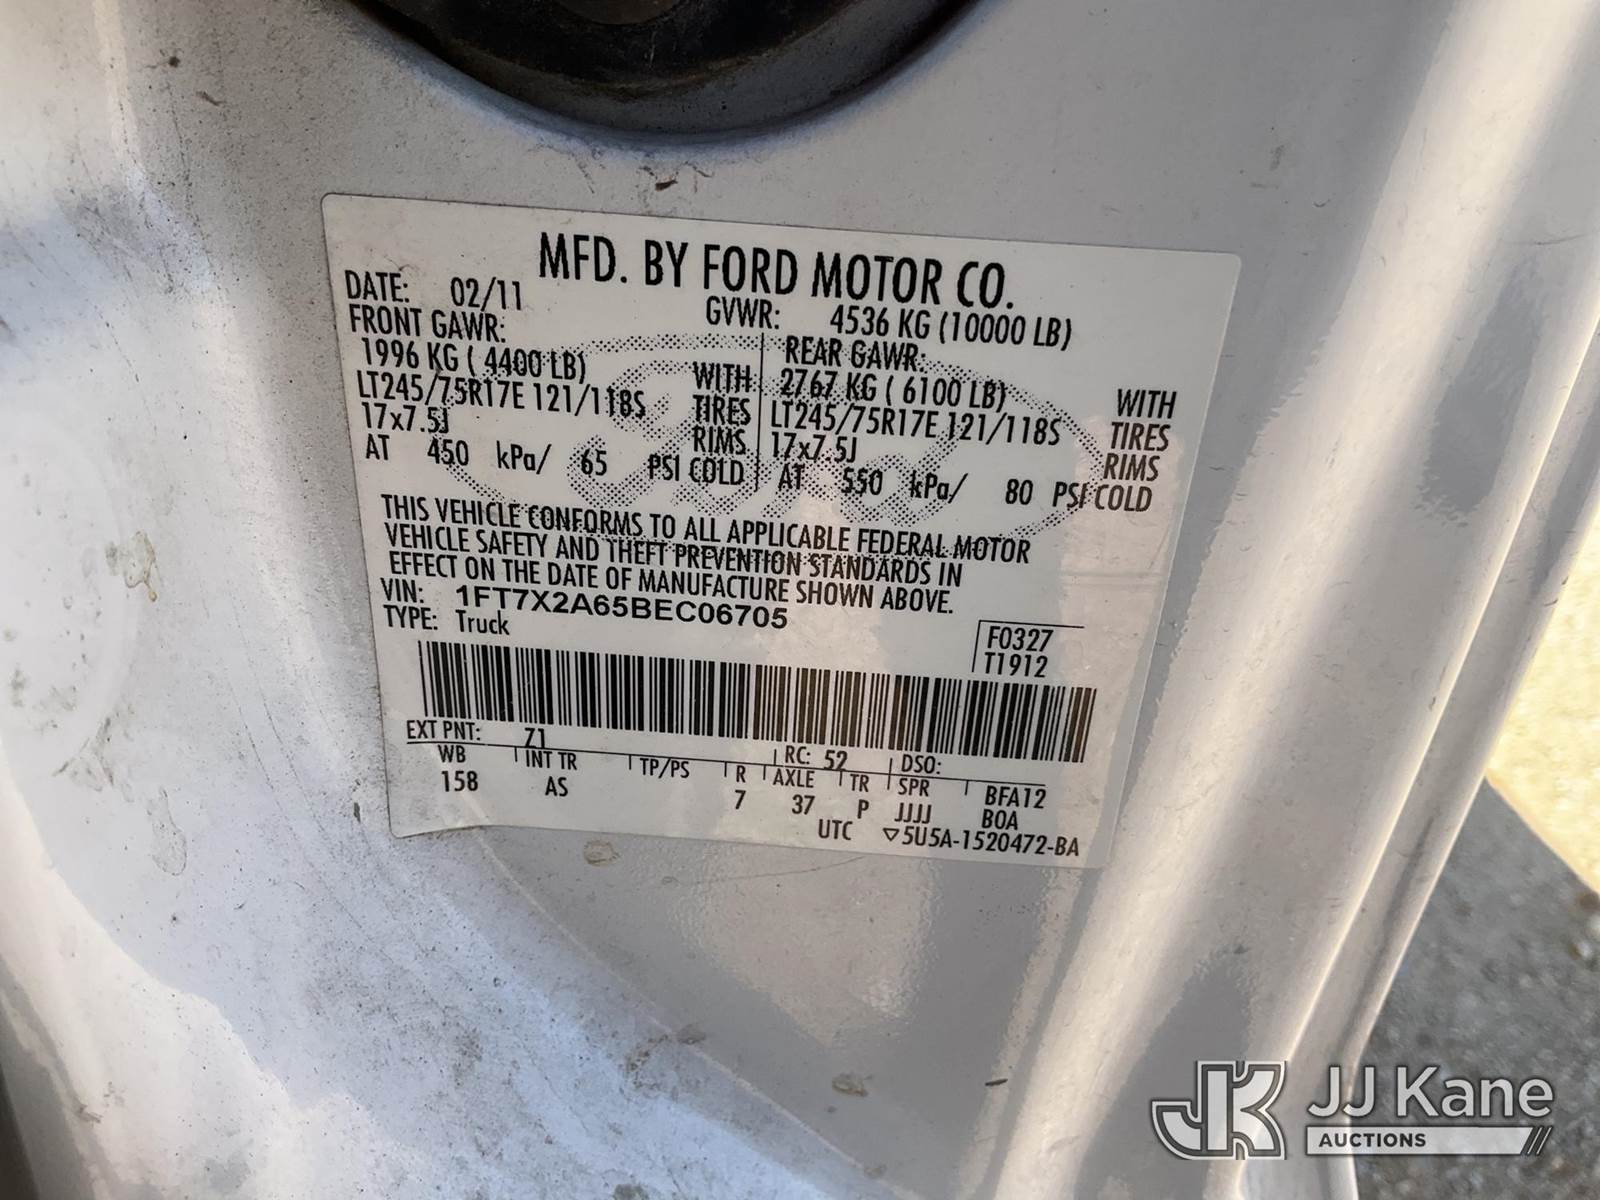 MFD. BY FORD MOTOR CO.
DATE: 02/11 GVWR: 4536 KG (10000 LB)
FRONT GAWR: REAR GAWR:
1996 KG ( 4400 LB) WITH 2767 KG ( 6100 LB) WITH
LT245/75R17E 121/118S TIRES LT245/75R17E 121/118S TIRES
17x7.5J RIMS 17x7.5J RIMS
AT 450 kPa/ 65 PSI COLD AT 550 kPa/ 80 PSI COLD
THIS VEHICLE CONFORMS TO ALL APPLICABLE FEDERAL MOTOR
VEHICLE SAFETY AND THEFT PREVENTION STANDARDS IN
EFFECT ON THE DATE OF MANUFACTURE SHOWN ABOVE.
VIN: 1FT7X2A65BEC06705
TYPE: Truck
F0327
T1912
EXT PNT: Z1 RC: 52 DSO:
WB INT TR TP/PS R AXLE TR SPR BFA12
158 AS 7 37 P JJJJ BOA
UTC ▽5U5A-1520472-BA
JK JJ Kane
AUCTIONS